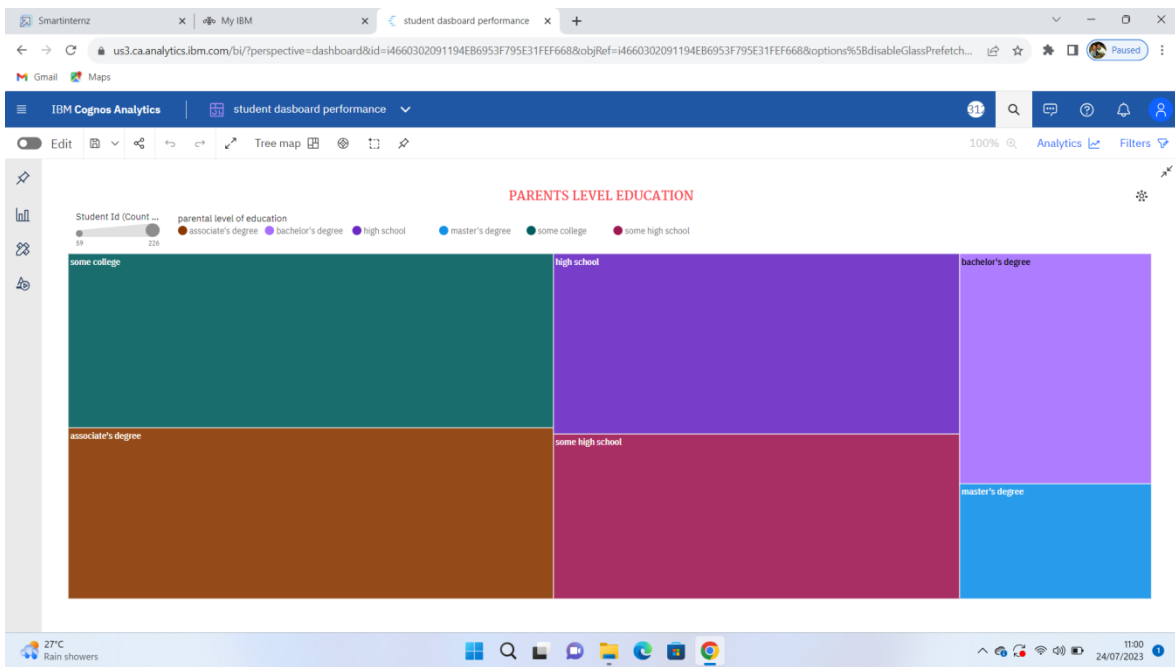 Smartinternz
My IBM
student dasboard performance
us3.ca.analytics.ibm.com/bi/?perspective=dashboard&id=i4660302091194EB6953F795E31FEF668&objRef=i4660302091194EB6953F795E31FEF668&options%5BdisableGlassPrefetch...
Paused
Gmail Maps
IBM Cognos Analytics student dasboard performance
31
Edit Tree map 100% Analytics Filters
PARENTS LEVEL EDUCATION
Student Id (Count ... parental level of education
associate's degree bachelor's degree high school master's degree some college some high school
59 226
some college high school bachelor's degree
associate's degree
some high school
master's degree
27°C
Rain showers
11:00
24/07/2023
1